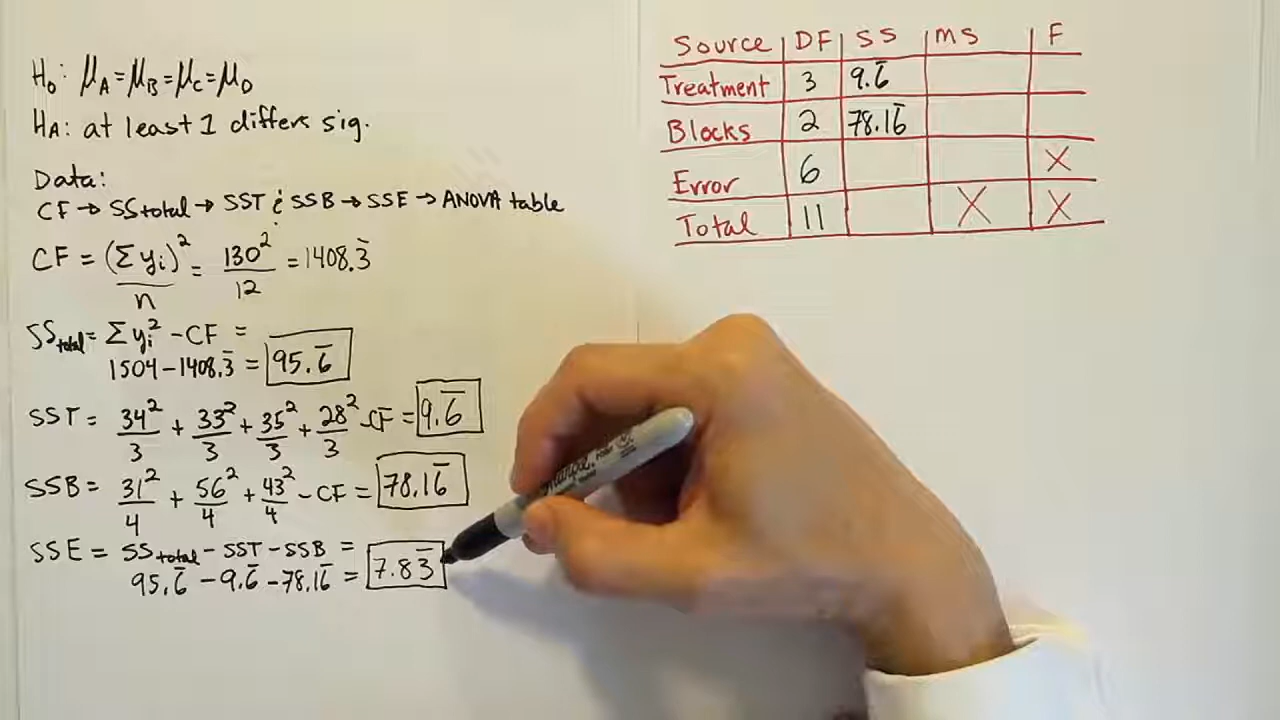 H₀: μA=μB=μC=μD
HA: at least 1 differs sig.
Data:
CF → SStotal → SST & SSB → SSE → ANOVA table
CF = (Σyi)²/n = 130²/12 = 1408.3̅
SStotal = Σyi² - CF =
1504 - 1408.3̅ = 95.6̅
SST = 34²/3 + 33²/3 + 35²/3 + 28²/3 - CF = 9.6̅
SSB = 31²/4 + 56²/4 + 43²/4 - CF = 78.16̅
SSE = SStotal - SST - SSB =
95.6̅ - 9.6̅ - 78.16̅ = 7.83̅
Source DF SS MS F
Treatment 3 9.6̅
Blocks 2 78.16̅
Error 6 X
Total 11 X X